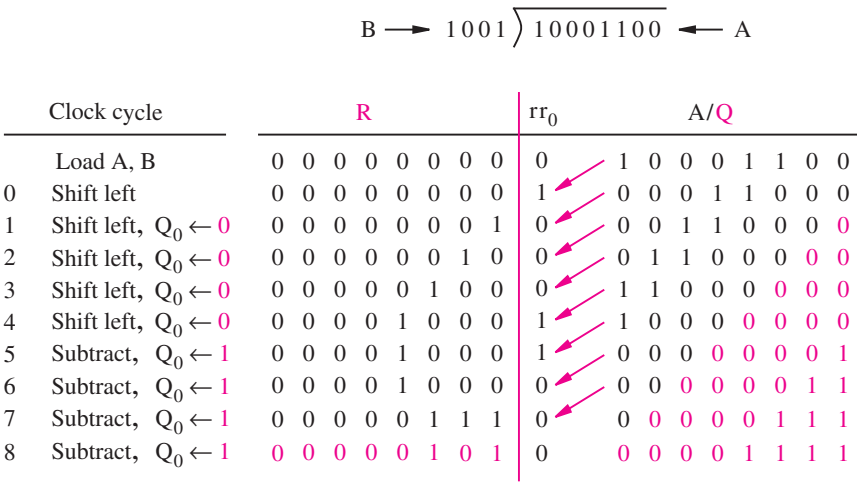 B 1001 10001100 A
Clock cycle R rr0 A/Q
Load A, B 0 0 0 0 0 0 0 0 0 1 0 0 0 1 1 0 0
0 Shift left 0 0 0 0 0 0 0 0 1 0 0 0 1 1 0 0 0
1 Shift left, Q0 ← 0 0 0 0 0 0 0 0 1 0 0 0 1 1 0 0 0 0
2 Shift left, Q0 ← 0 0 0 0 0 0 0 1 0 0 0 1 1 0 0 0 0 0
3 Shift left, Q0 ← 0 0 0 0 0 0 1 0 0 0 1 1 0 0 0 0 0 0
4 Shift left, Q0 ← 0 0 0 0 0 1 0 0 0 1 1 0 0 0 0 0 0 0
5 Subtract, Q0 ← 1 0 0 0 0 1 0 0 0 1 0 0 0 0 0 0 0 1
6 Subtract, Q0 ← 1 0 0 0 0 1 0 0 0 0 0 0 0 0 0 0 1 1
7 Subtract, Q0 ← 1 0 0 0 0 0 1 1 1 0 0 0 0 0 0 1 1 1
8 Subtract, Q0 ← 1 0 0 0 0 0 1 0 1 0 0 0 0 0 1 1 1 1